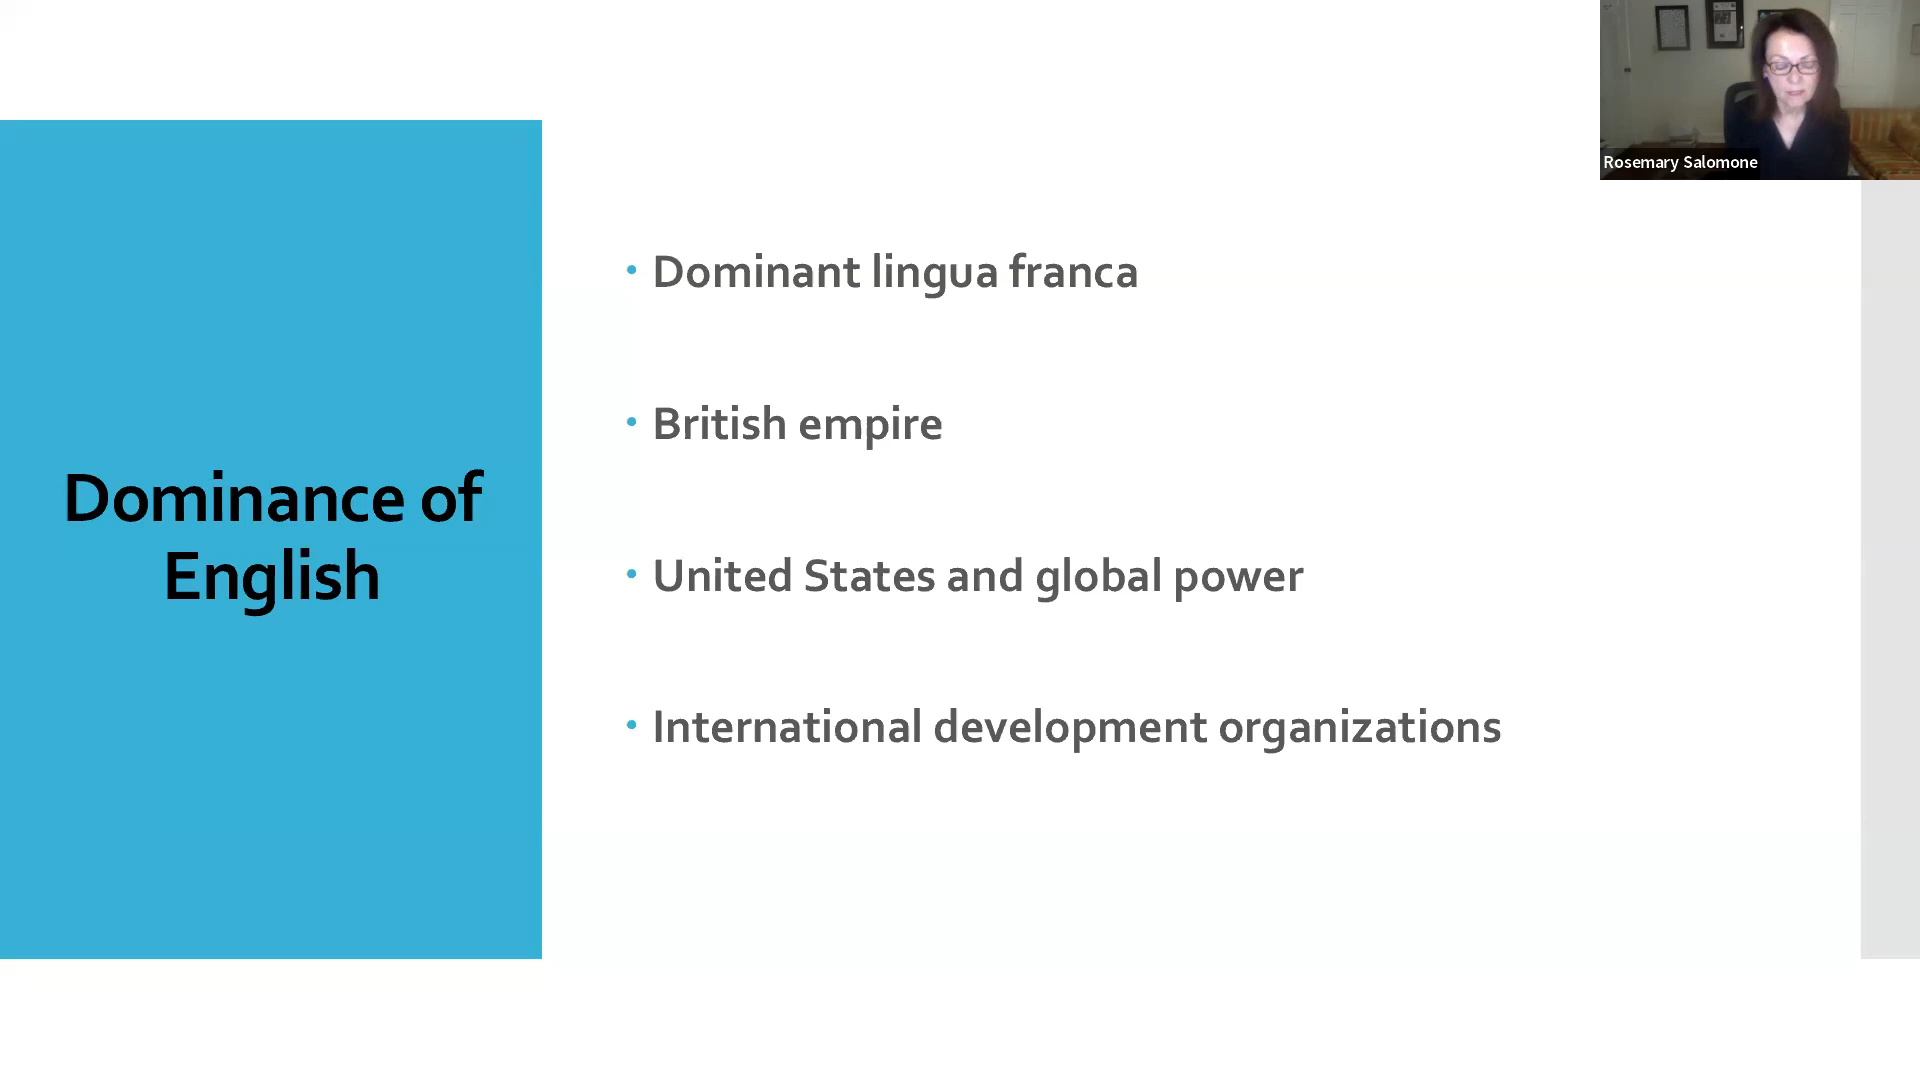 Rosemary Salomone
Dominance of
English
• Dominant lingua franca
• British empire
• United States and global power
• International development organizations